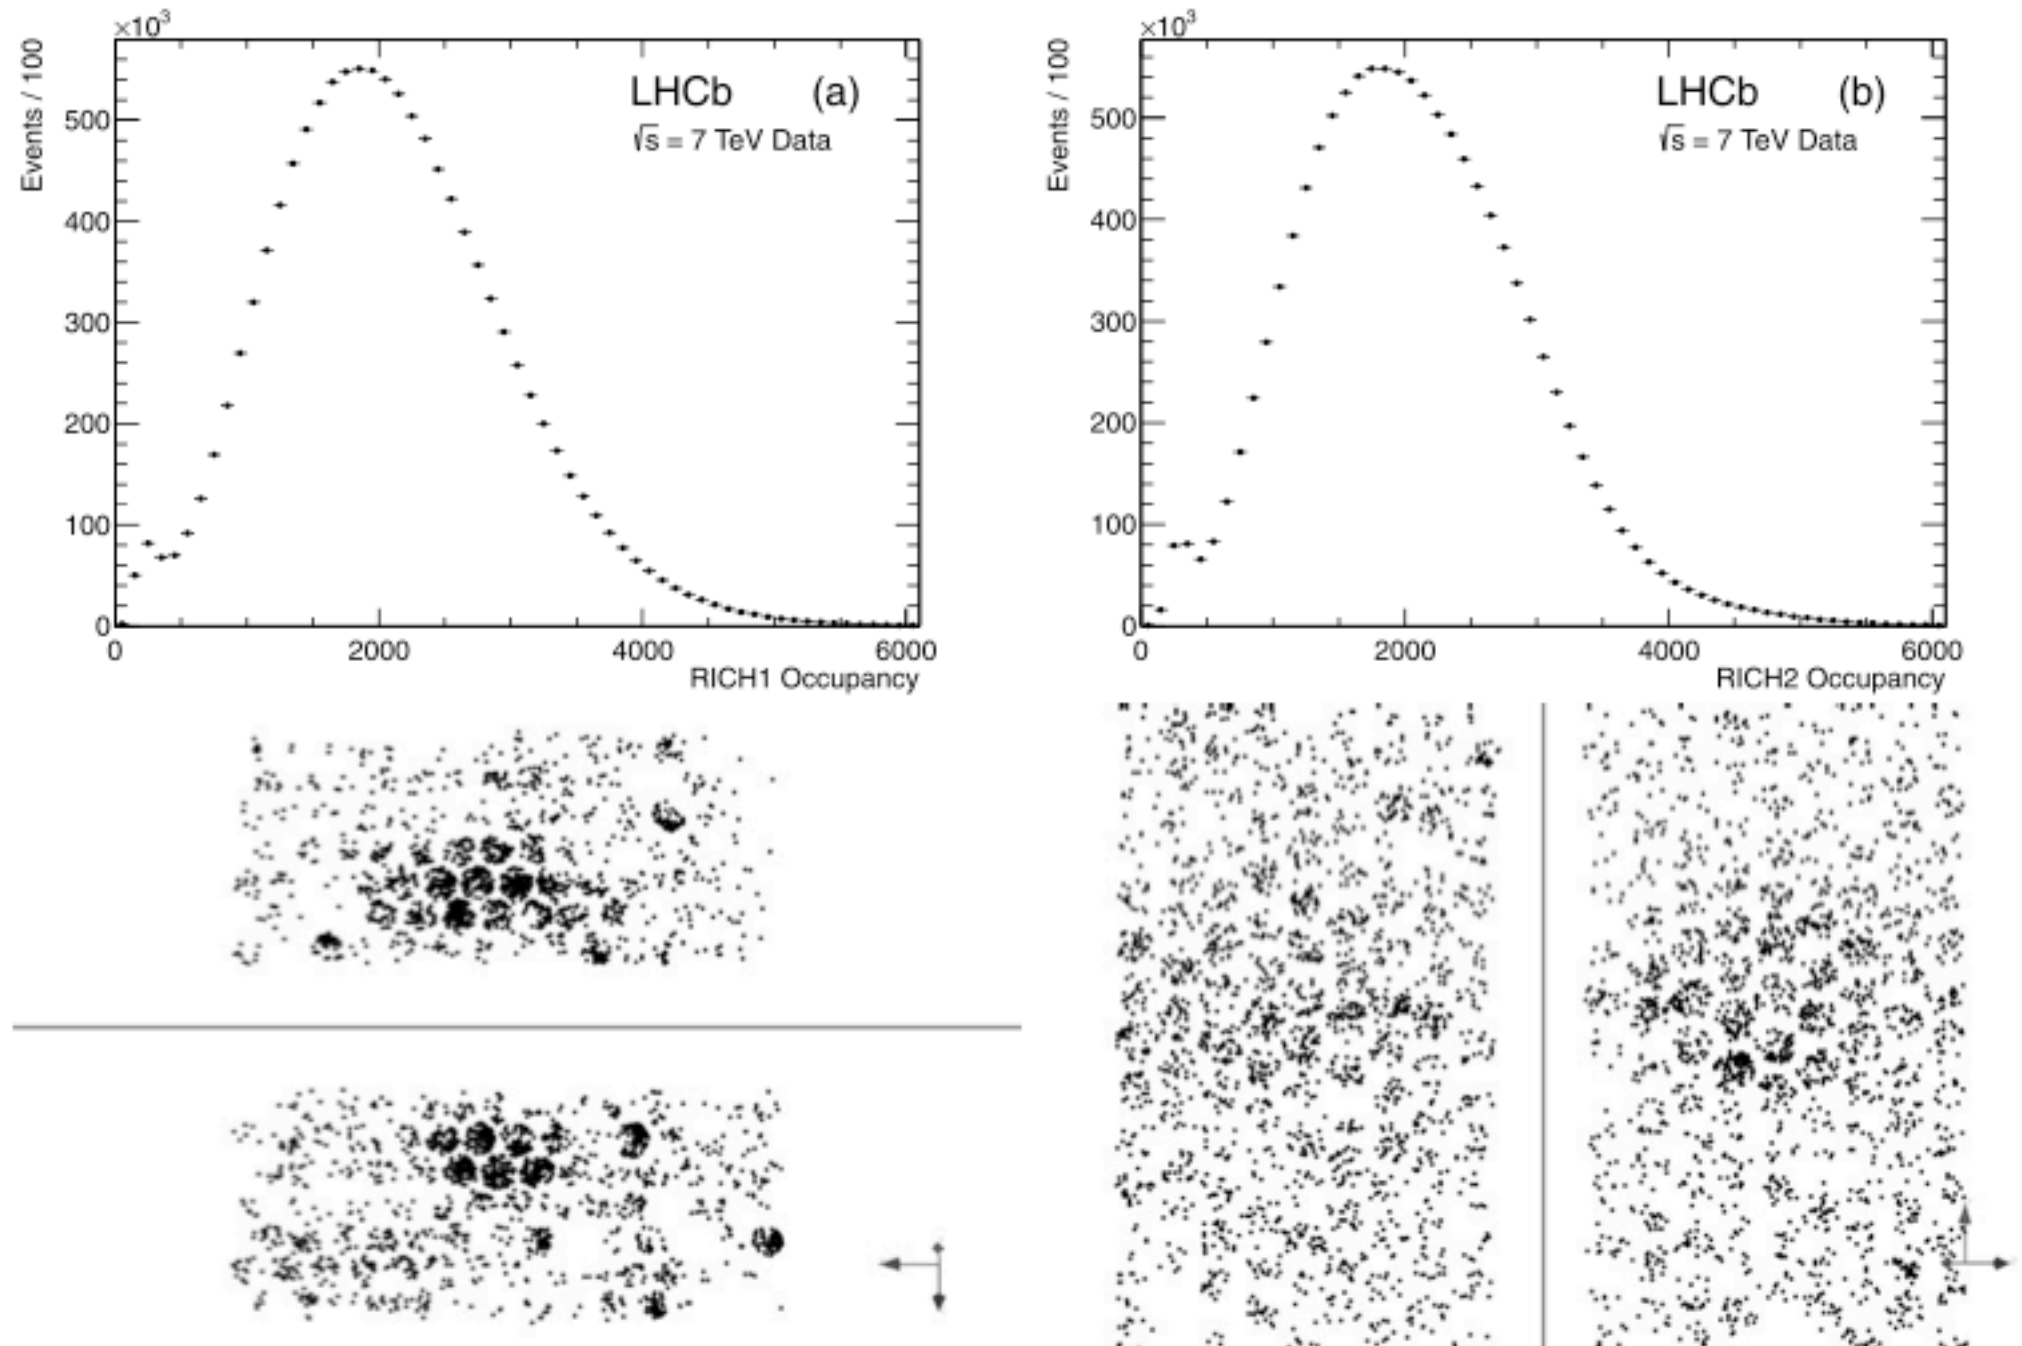 ×10³
Events / 100
LHCb (a)
√s = 7 TeV Data
500
400
300
200
100
0
0 2000 4000 6000
RICH1 Occupancy
×10³
Events / 100
LHCb (b)
√s = 7 TeV Data
500
400
300
200
100
0
0 2000 4000 6000
RICH2 Occupancy